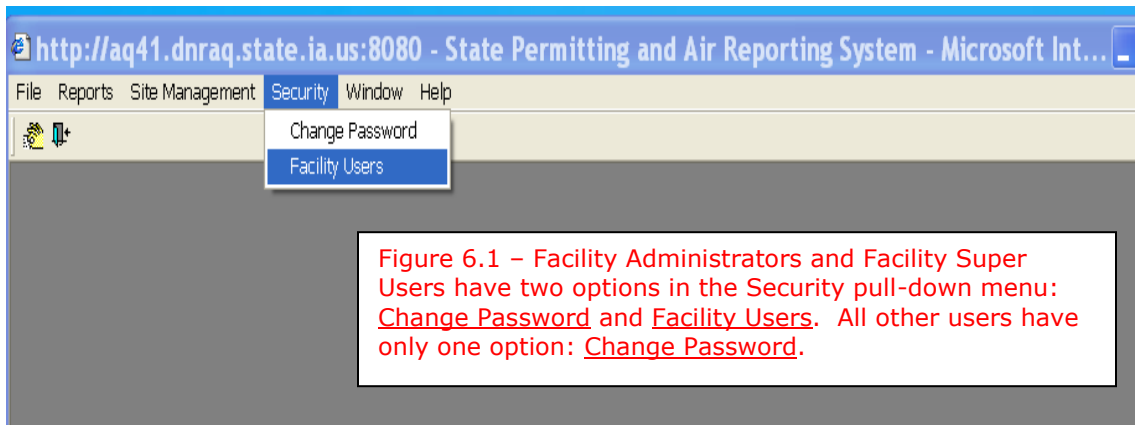 http://aq41.dnraq.state.ia.us:8080 - State Permitting and Air Reporting System - Microsoft Int...
File Reports Site Management Security Window Help
Change Password
Facility Users
Figure 6.1 – Facility Administrators and Facility Super
Users have two options in the Security pull-down menu:
Change Password and Facility Users. All other users have
only one option: Change Password.